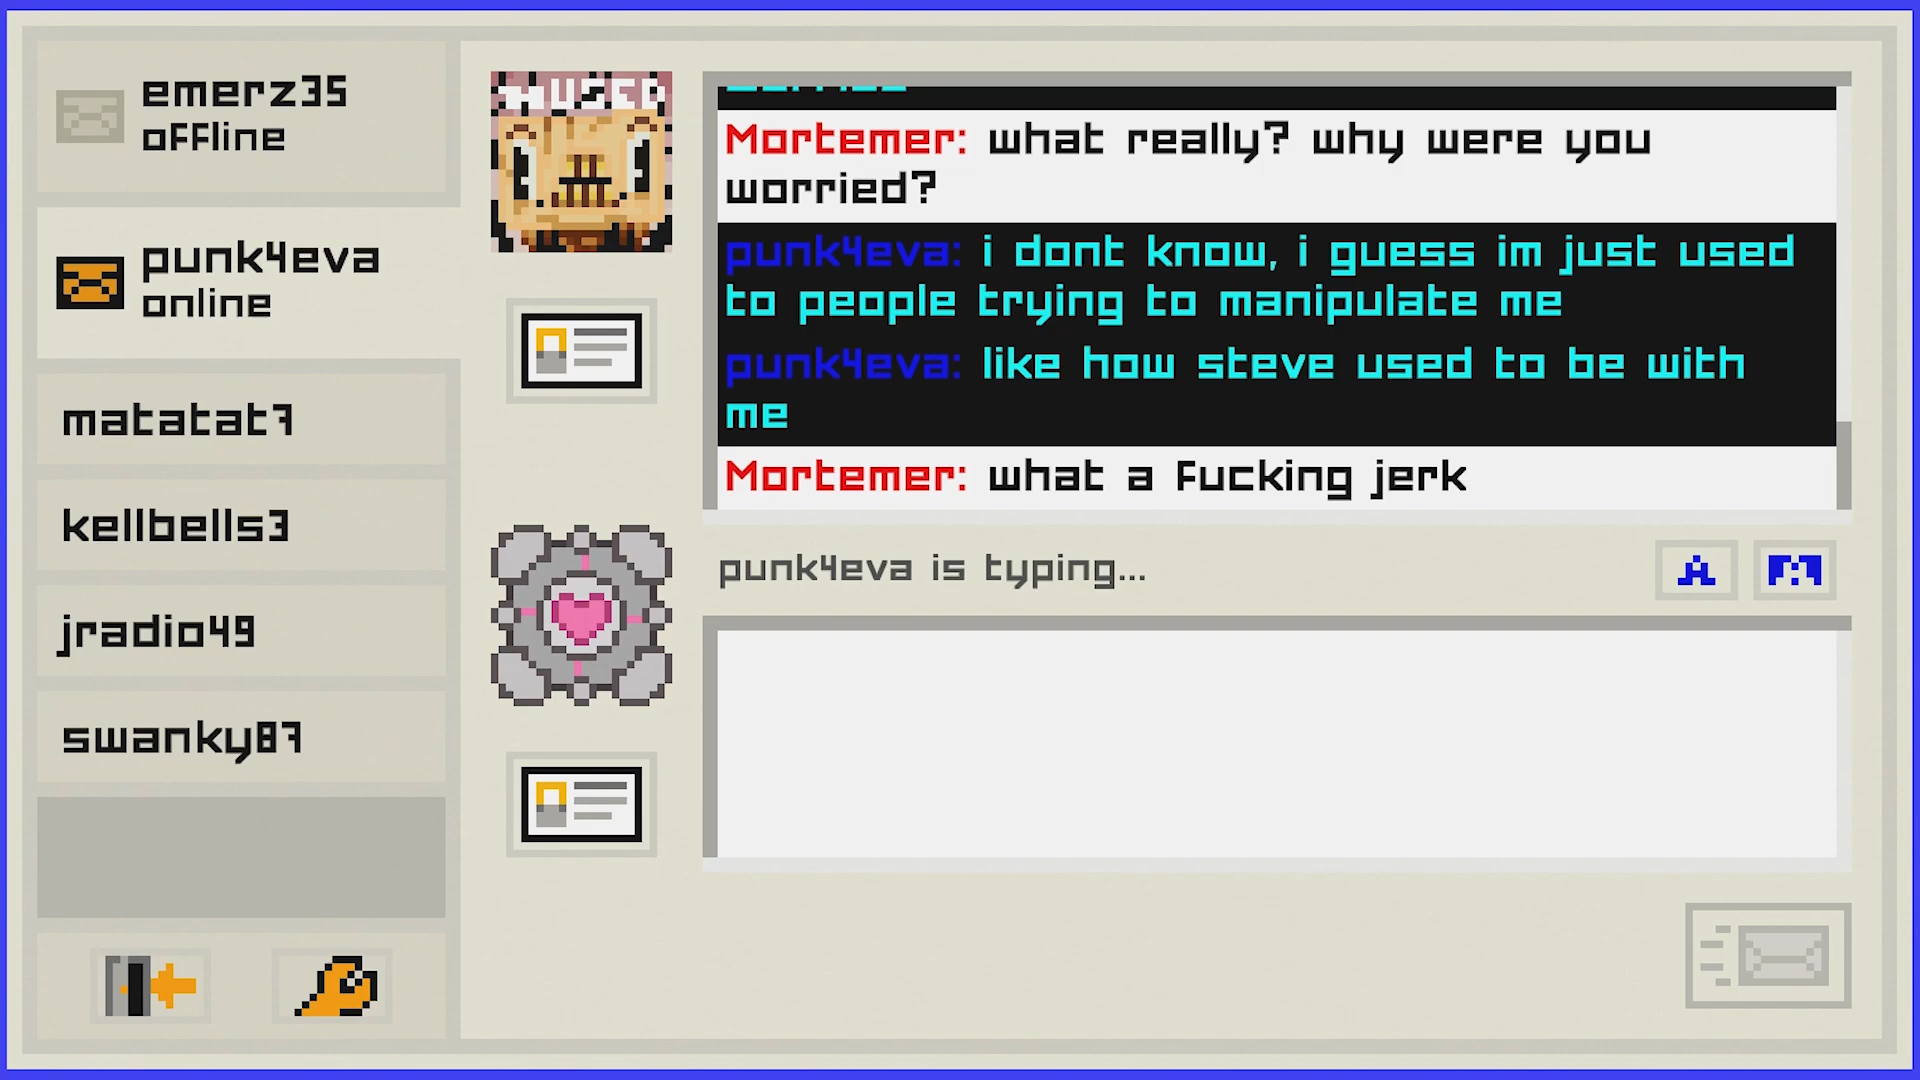 emerz35
offline
punk4eva
online
matatat7
kellbells3
jradio49
swanky87
USED
Mortemer: what really? why were you
worried?
punk4eva: i dont know, i guess im just used
to people trying to manipulate me
punk4eva: like how steve used to be with
me
Mortemer: what a fucking jerk
punk4eva is typing...
A